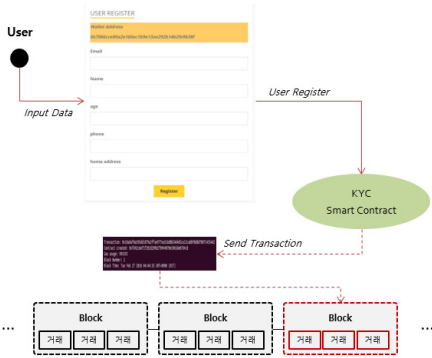 USER REGISTER
Wallet Address
User
Email
Name
User Register
age
Input Data
phone
home address
Register
KYC
Smart Contract
Send Transaction
Block Block Block
... 거래 거래 거래 거래 거래 거래 거래 거래 거래 ...